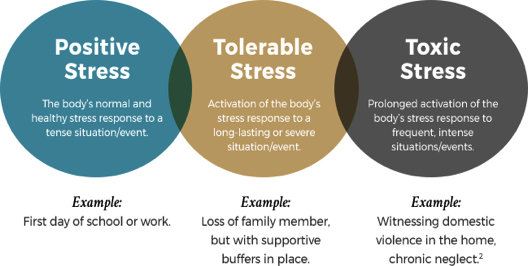 Positive
Stress
The body's normal and
healthy stress response to a
tense situation/event.
Tolerable
Stress
Activation of the body's
stress response to a
long-lasting or severe
situation/event.
Toxic
Stress
Prolonged activation of the
body's stress response to
frequent, intense
situations/events.
Example:
First day of school or work.
Example:
Loss of family member,
but with supportive
buffers in place.
Example:
Witnessing domestic
violence in the home,
chronic neglect.²